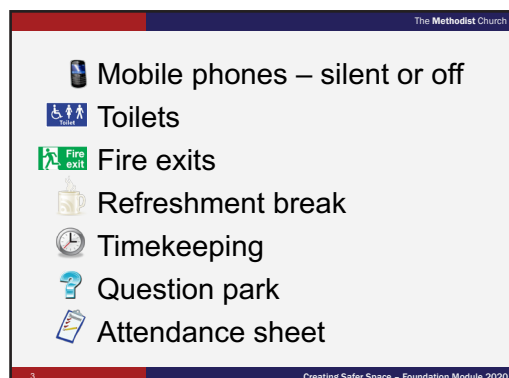 The Methodist Church
Mobile phones – silent or off
Toilet
Toilets
Fire exit
Fire exits
Refreshment break
Timekeeping
Question park
Attendance sheet
3
Creating Safer Space – Foundation Module 2020